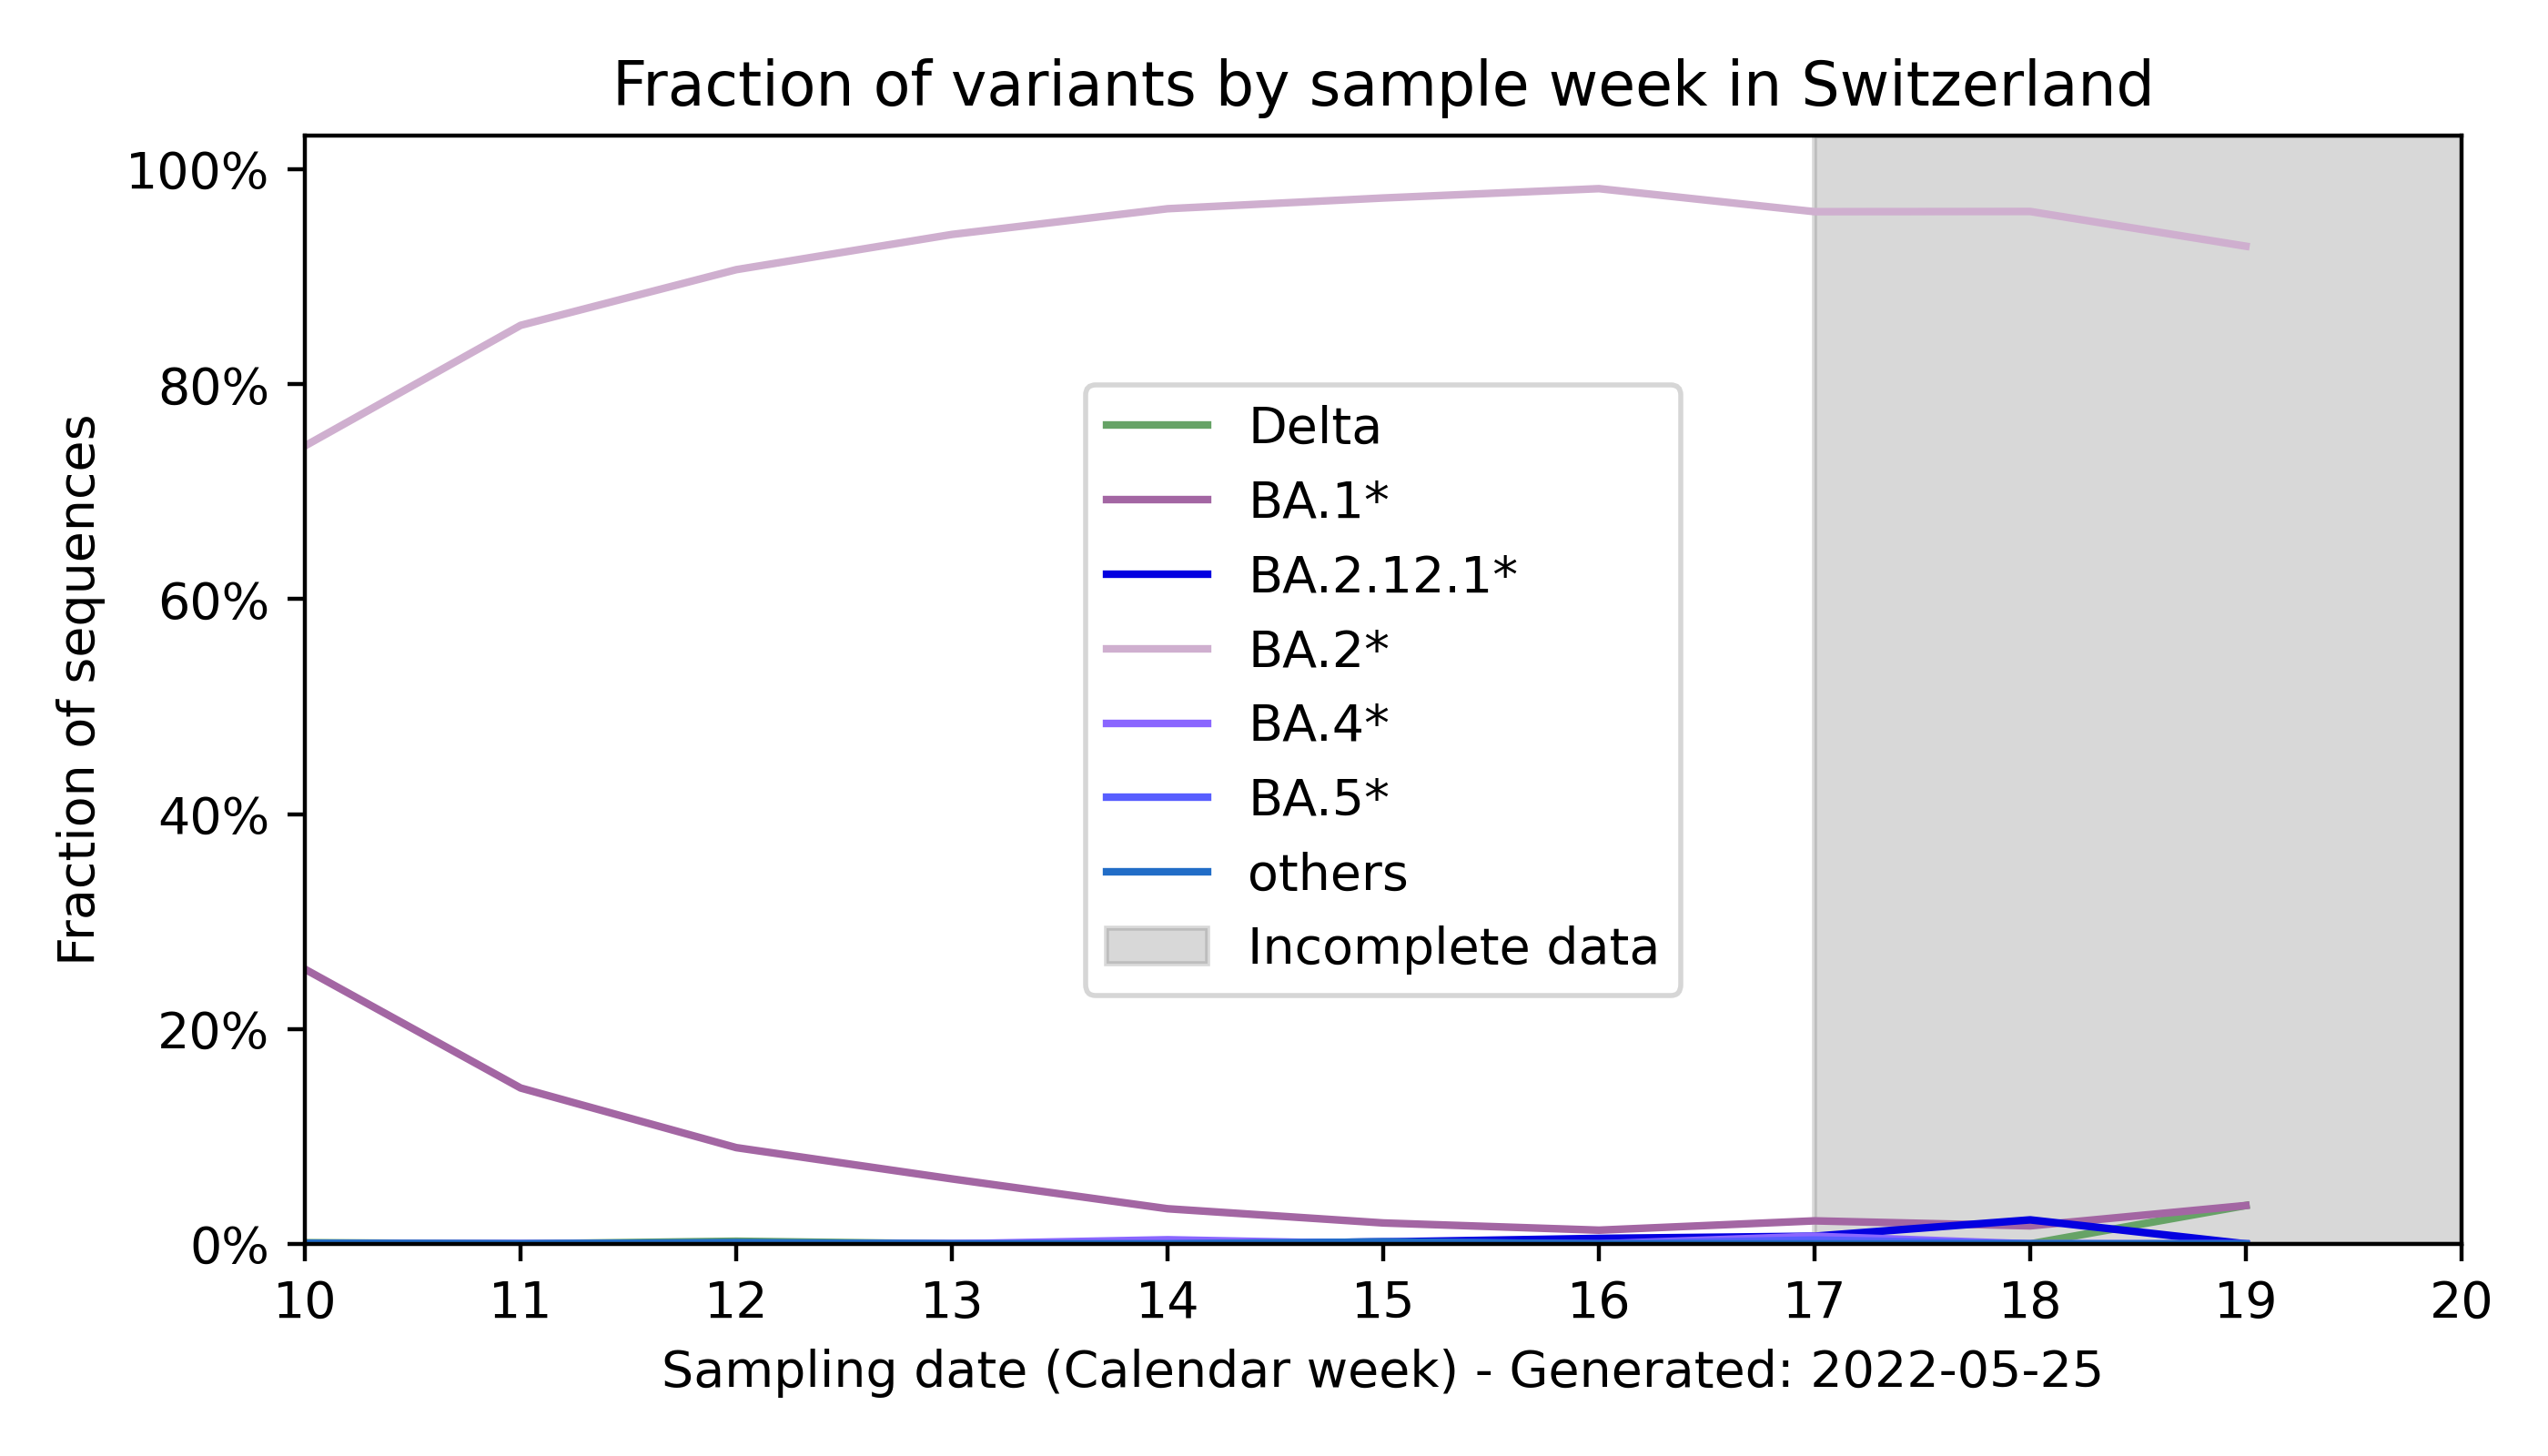 Fraction of variants by sample week in Switzerland
100%
80%
60%
40%
20%
0%
Fraction of sequences
Delta
BA.1*
BA.2.12.1*
BA.2*
BA.4*
BA.5*
others
Incomplete data
10 11 12 13 14 15 16 17 18 19 20
Sampling date (Calendar week) - Generated: 2022-05-25